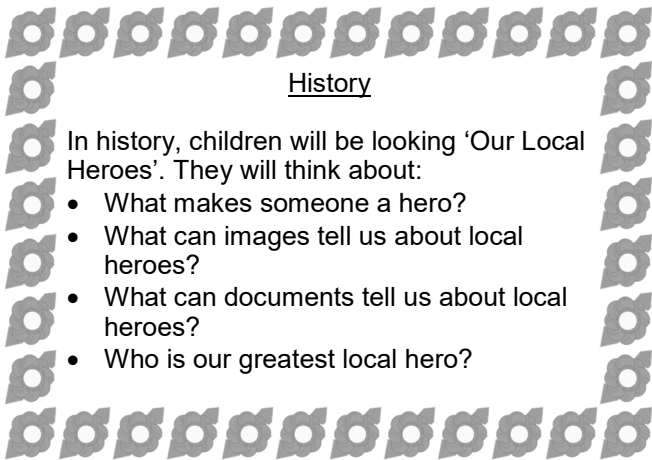 History
In history, children will be looking ‘Our Local
Heroes’. They will think about:
• What makes someone a hero?
• What can images tell us about local
heroes?
• What can documents tell us about local
heroes?
• Who is our greatest local hero?